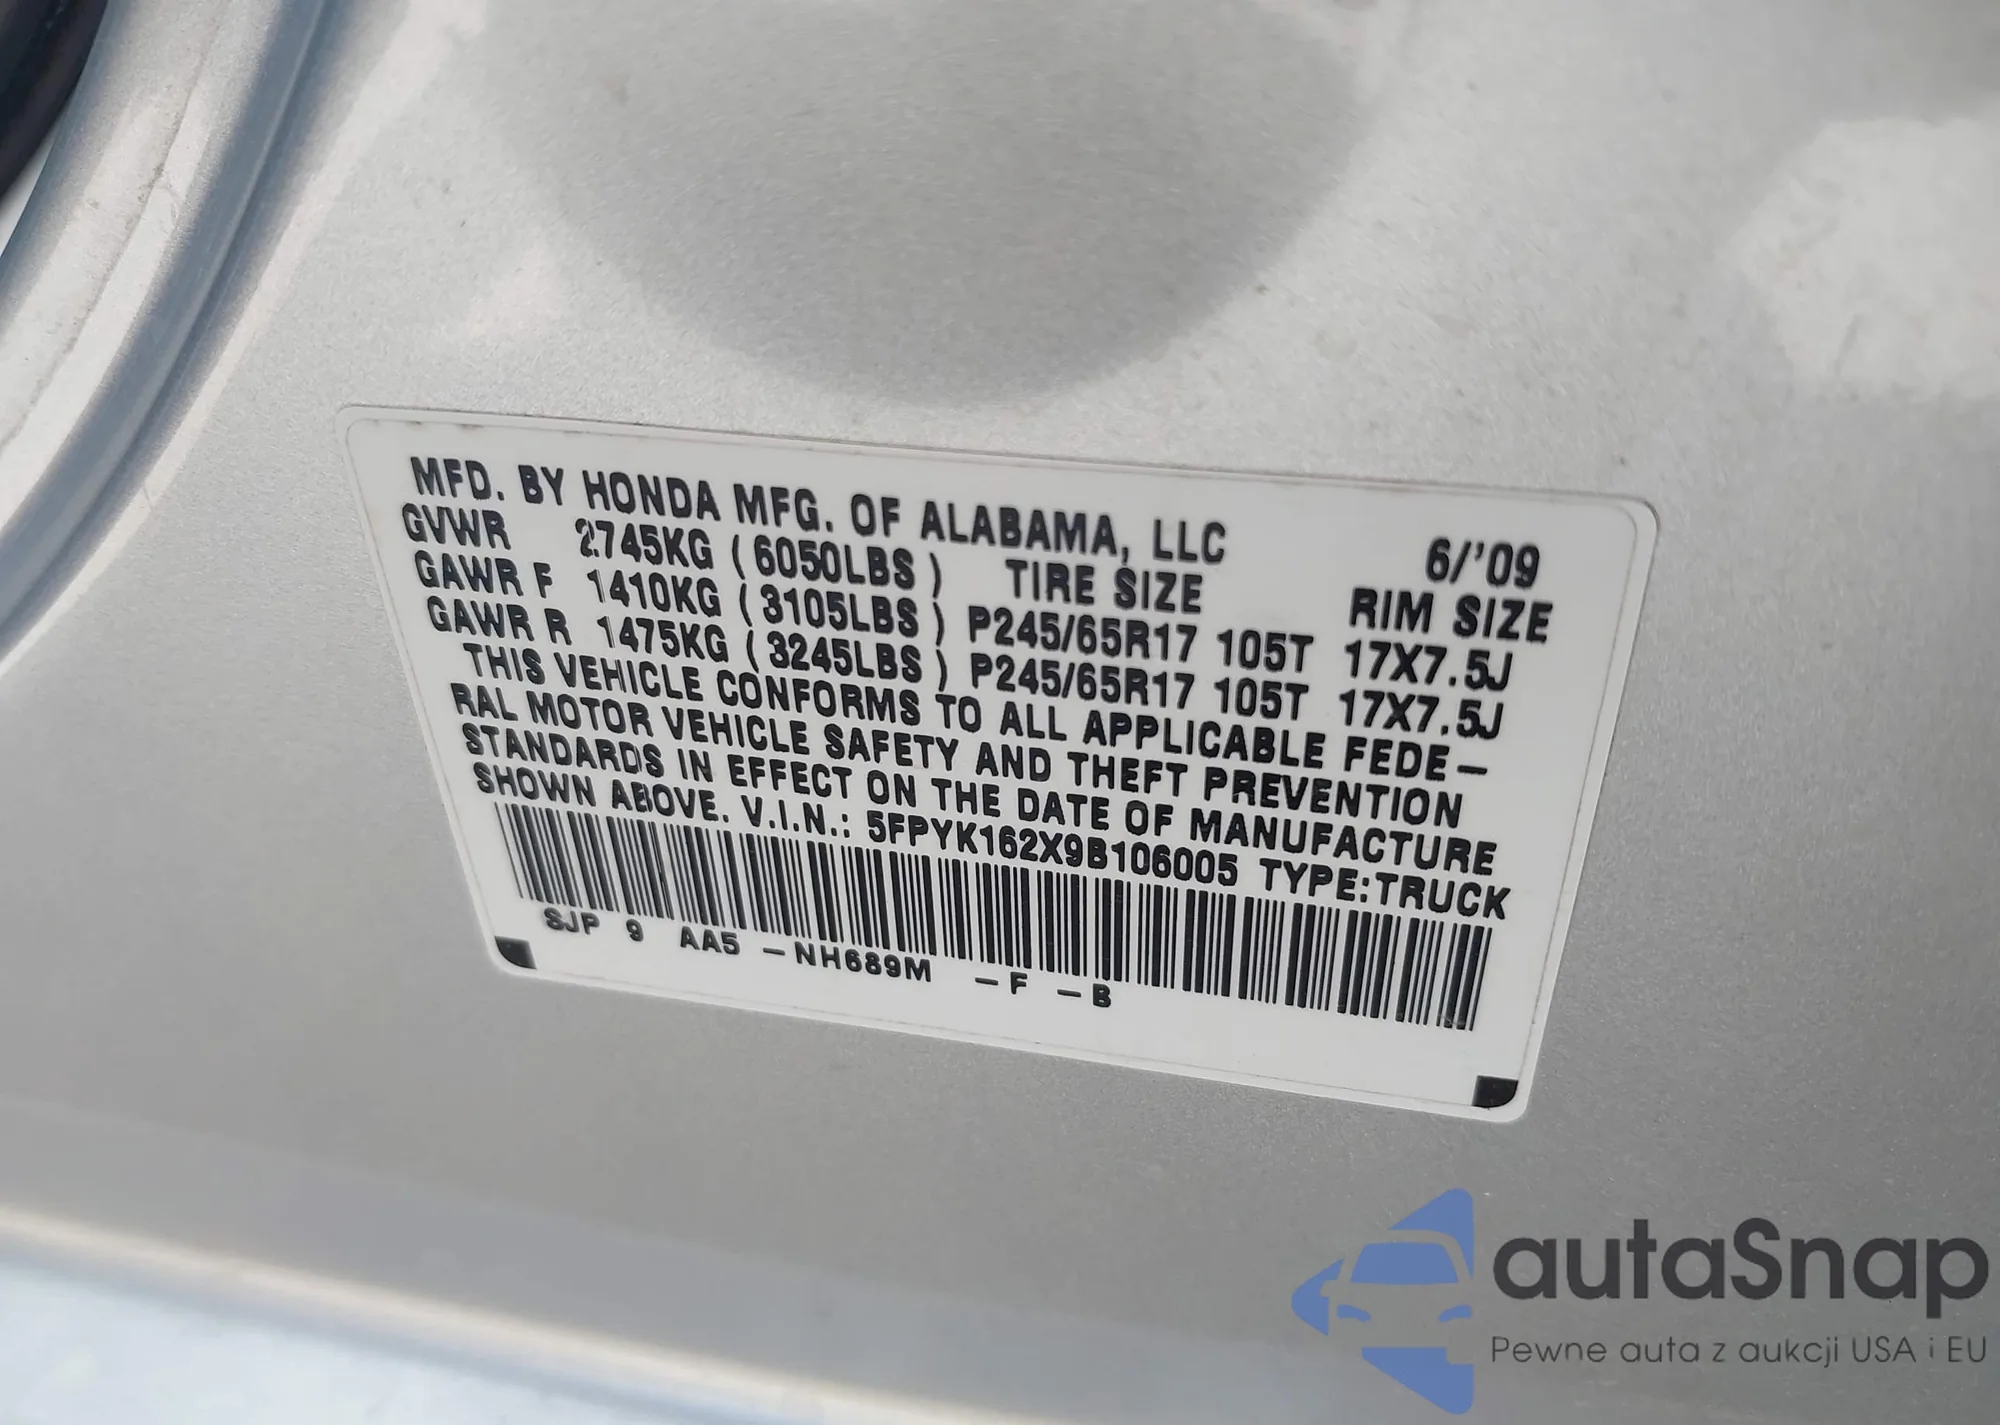 MFD. BY HONDA MFG. OF ALABAMA, LLC 6/'09
GVWR 2745KG ( 6050LBS ) TIRE SIZE RIM SIZE
GAWR F 1410KG ( 3105LBS ) P245/65R17 105T 17X7.5J
GAWR R 1475KG ( 3245LBS ) P245/65R17 105T 17X7.5J
THIS VEHICLE CONFORMS TO ALL APPLICABLE FEDE-
RAL MOTOR VEHICLE SAFETY AND THEFT PREVENTION
STANDARDS IN EFFECT ON THE DATE OF MANUFACTURE
SHOWN ABOVE. V.I.N.: 5FPYK162X9B106005 TYPE:TRUCK
SJP 9 AA5 -NH689M -F -B
autaSnap
Pewne auta z aukcji USA i EU